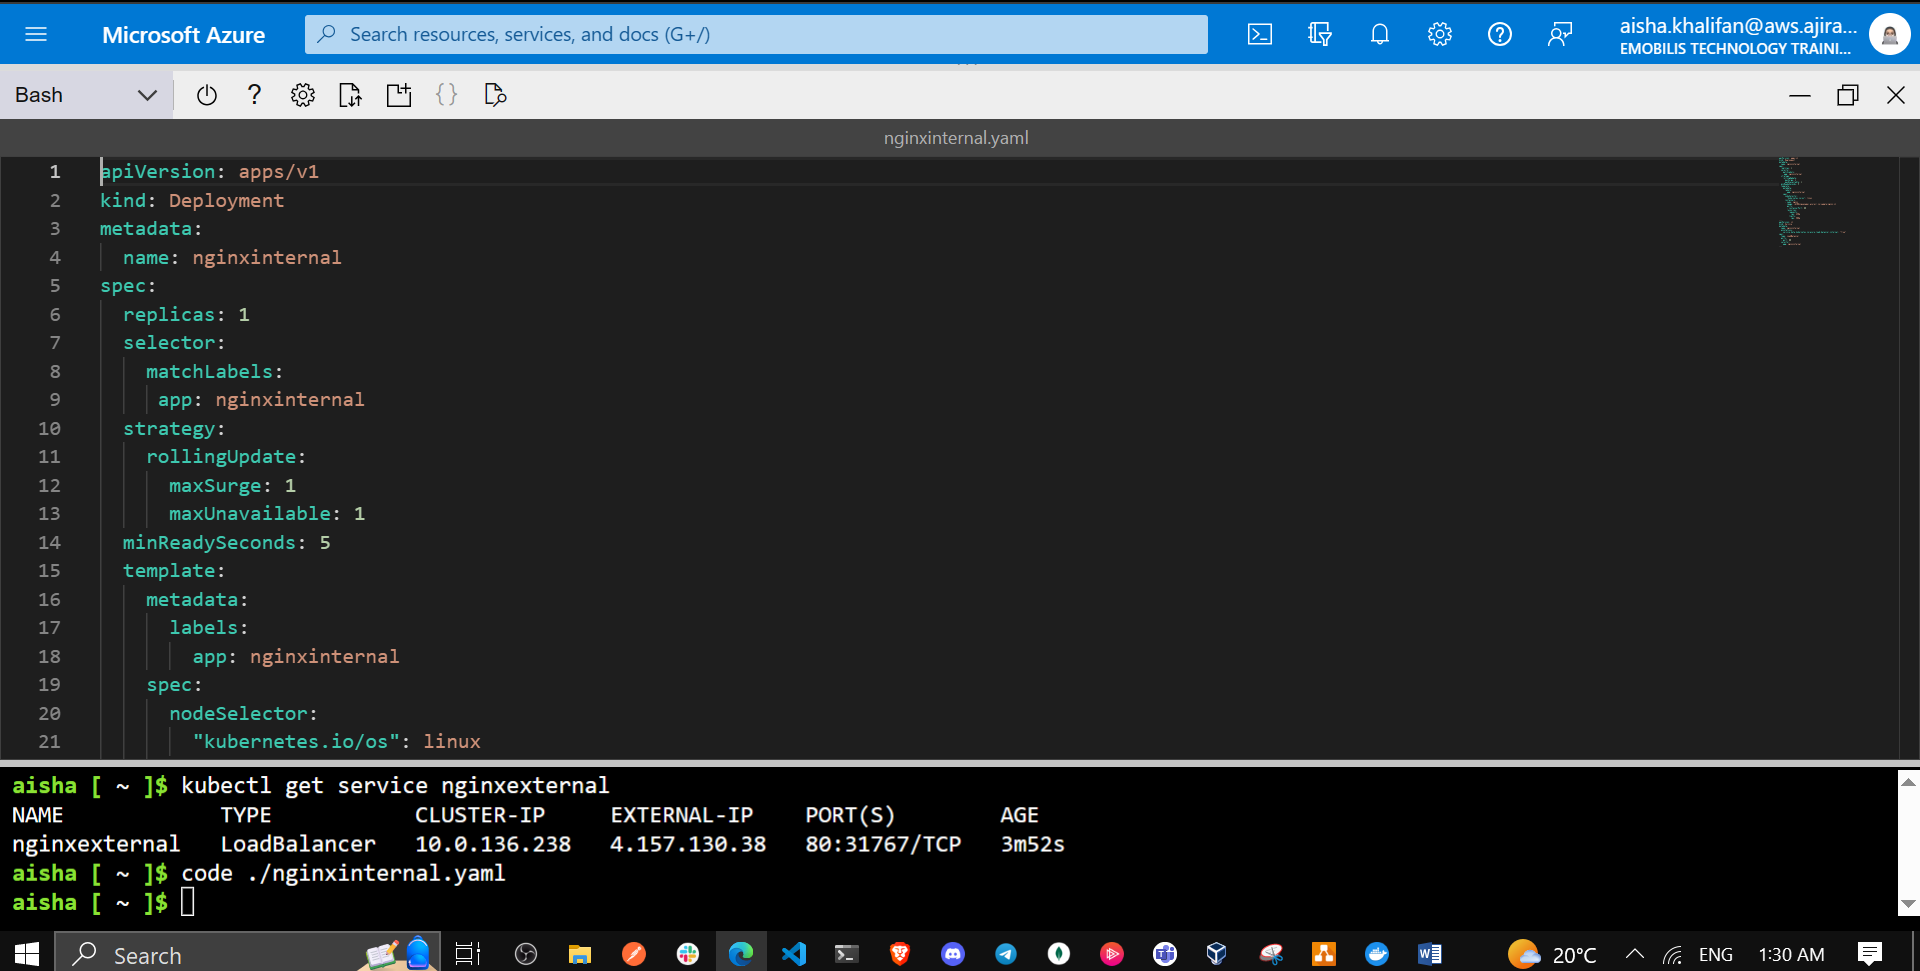 Microsoft Azure
Search resources, services, and docs (G+/)
aisha.khalifan@aws.ajira...
EMOBILIS TECHNOLOGY TRAINI...
Bash
nginxinternal.yaml
1 apiVersion: apps/v1
2 kind: Deployment
3 metadata:
4 name: nginxinternal
5 spec:
6 replicas: 1
7 selector:
8 matchLabels:
9 app: nginxinternal
10 strategy:
11 rollingUpdate:
12 maxSurge: 1
13 maxUnavailable: 1
14 minReadySeconds: 5
15 template:
16 metadata:
17 labels:
18 app: nginxinternal
19 spec:
20 nodeSelector:
21 "kubernetes.io/os": linux
aisha [ ~ ]$ kubectl get service nginxexternal
NAME TYPE CLUSTER-IP EXTERNAL-IP PORT(S) AGE
nginxexternal LoadBalancer 10.0.136.238 4.157.130.38 80:31767/TCP 3m52s
aisha [ ~ ]$ code ./nginxinternal.yaml
aisha [ ~ ]$
Search
20°C
ENG
1:30 AM